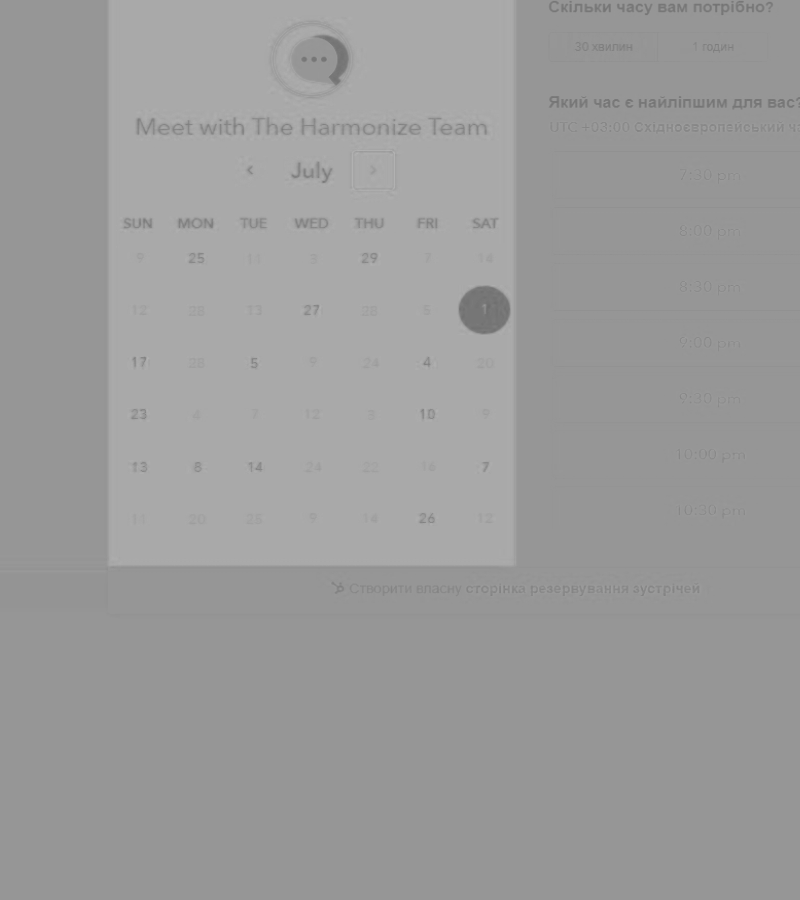 Meet with The Harmonize Team
July
SUN MON TUE WED THU FRI SAT
9 25 11 3 29 7 14
12 28 13 27 28 5 1
17 28 5 9 24 4 20
23 4 7 12 3 10 9
13 8 14 24 22 16 7
11 20 25 9 14 26 12
Скільки часу вам потрібно?
30 хвилин 1 годин
Який час є найліпшим для вас?
UTC +03:00 Східноєвропейський
7:30 pm
8:00 pm
8:30 pm
9:00 pm
9:30 pm
10:00 pm
10:30 pm
Створити власну сторінка резервування зустрічей